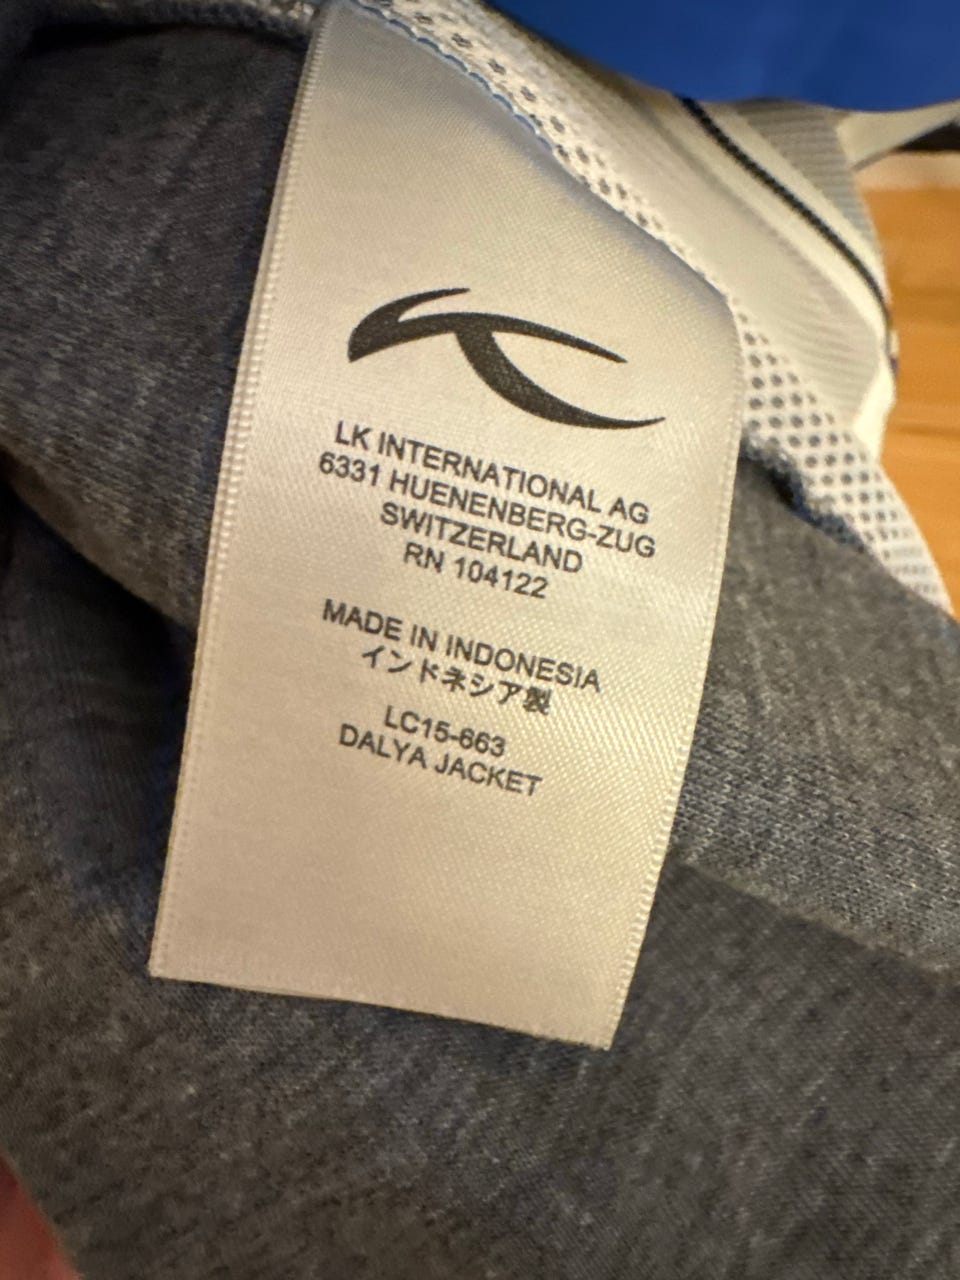 LK INTERNATIONAL AG
6331 HUENENBERG-ZUG
SWITZERLAND
RN 104122
MADE IN INDONESIA
インドネシア製
LC15-663
DALYA JACKET